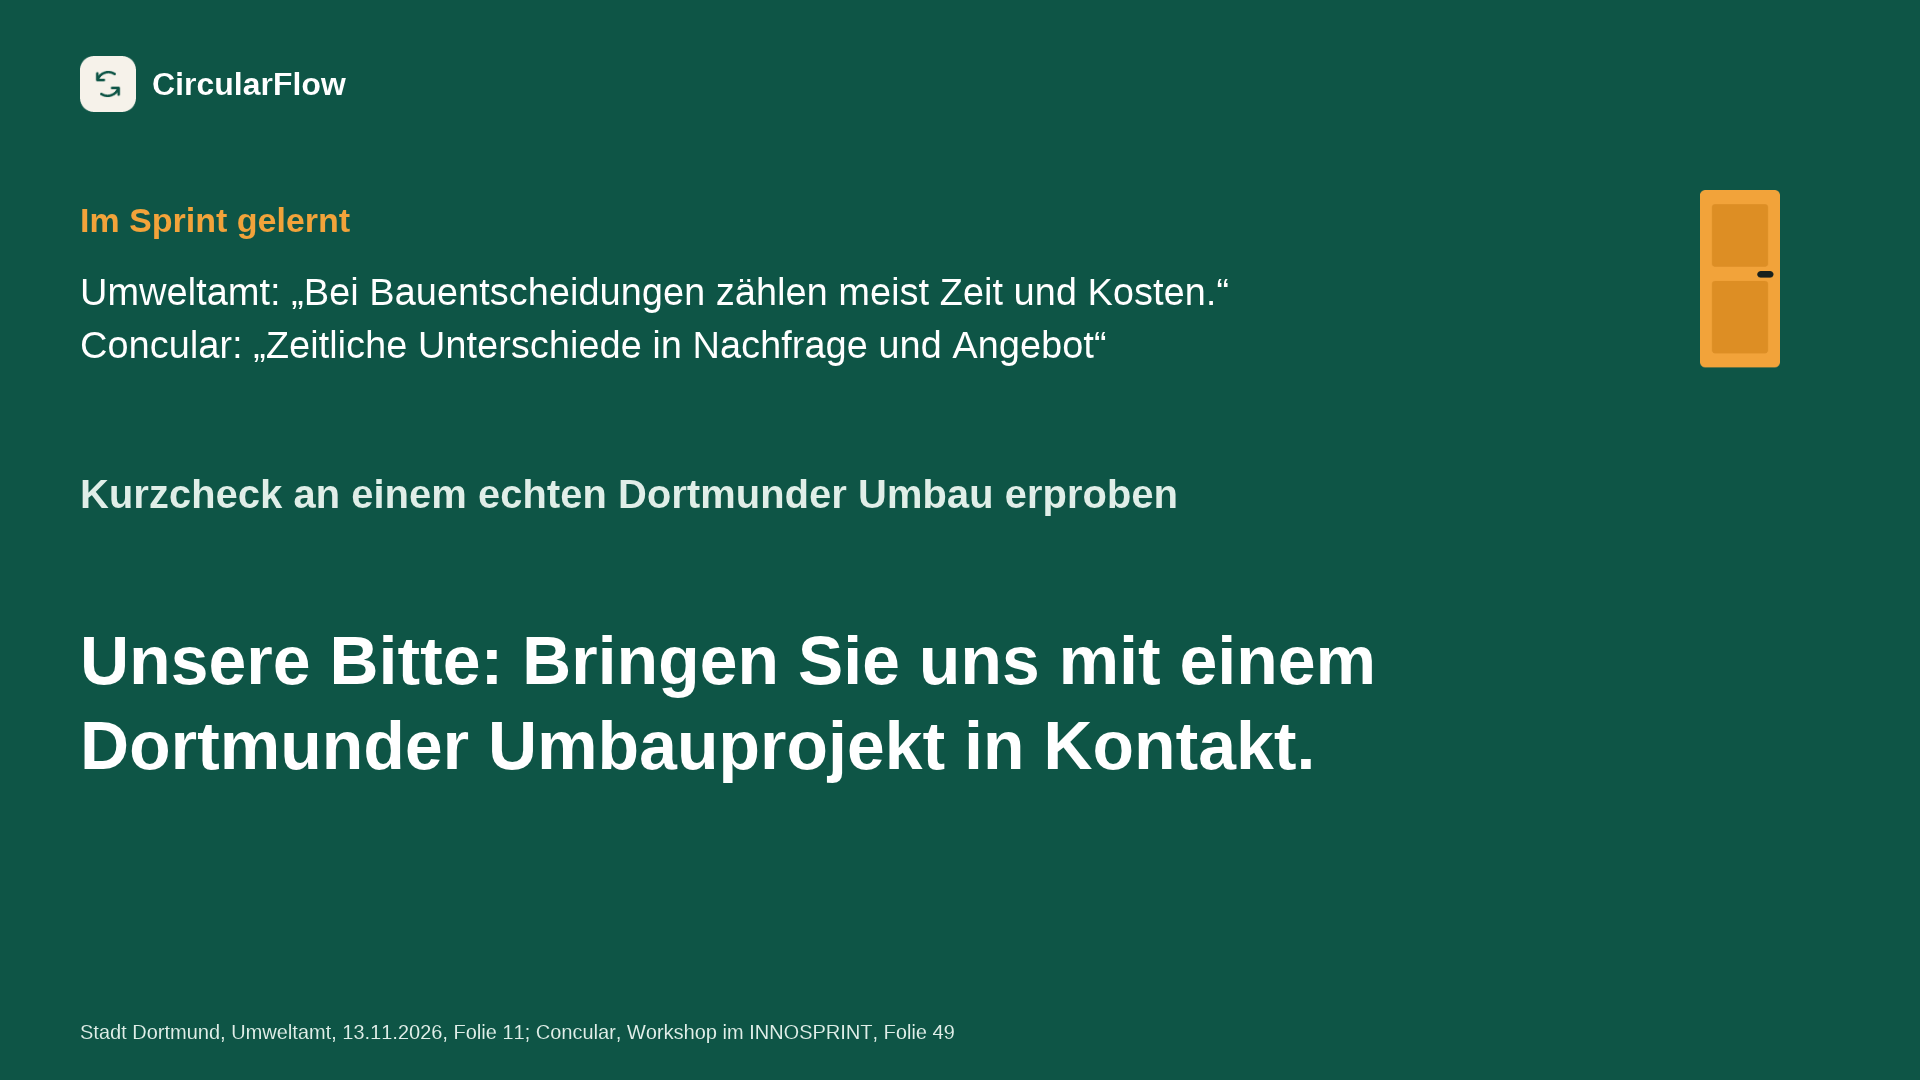 CircularFlow
Im Sprint gelernt
Umweltamt: „Bei Bauentscheidungen zählen meist Zeit und Kosten.“
Concular: „Zeitliche Unterschiede in Nachfrage und Angebot“
Kurzcheck an einem echten Dortmunder Umbau erproben
Unsere Bitte: Bringen Sie uns mit einem
Dortmunder Umbauprojekt in Kontakt.
Stadt Dortmund, Umweltamt, 13.11.2026, Folie 11; Concular, Workshop im INNOSPRINT, Folie 49